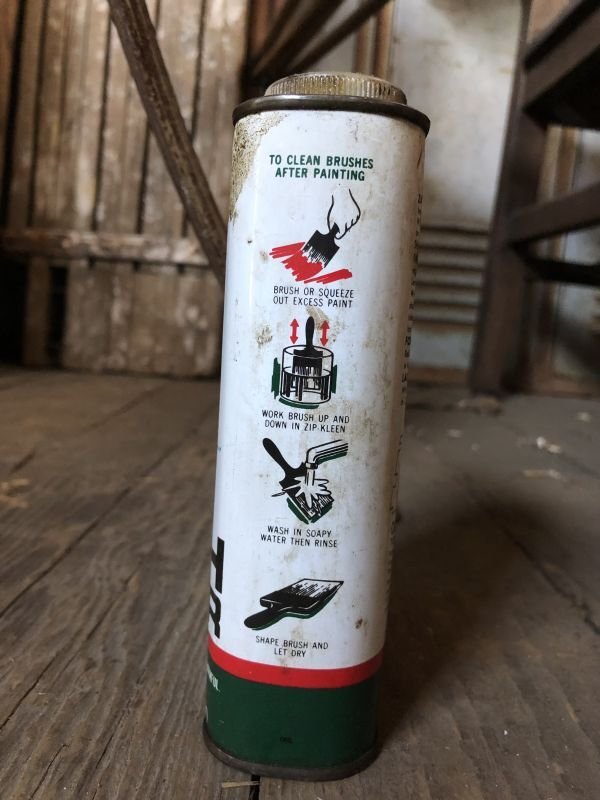 TO CLEAN BRUSHES
AFTER PAINTING
BRUSH OR SQUEEZE
OUT EXCESS PAINT
WORK BRUSH UP AND
DOWN IN ZIP-KLEEN
WASH IN SOAPY
WATER THEN RINSE
SHAPE BRUSH AND
LET DRY